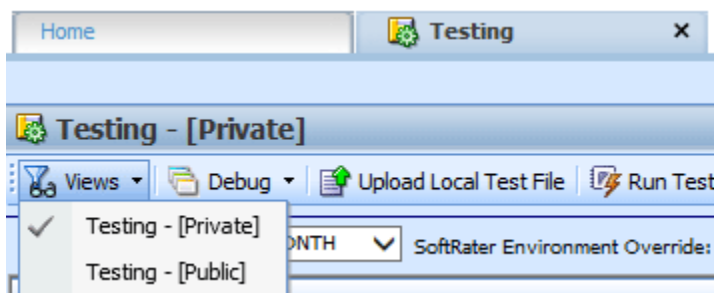 Home Testing ×
Testing - [Private]
Views Debug Upload Local Test File Run Test
Testing - [Private]
SoftRater Environment Override:
Testing - [Public]